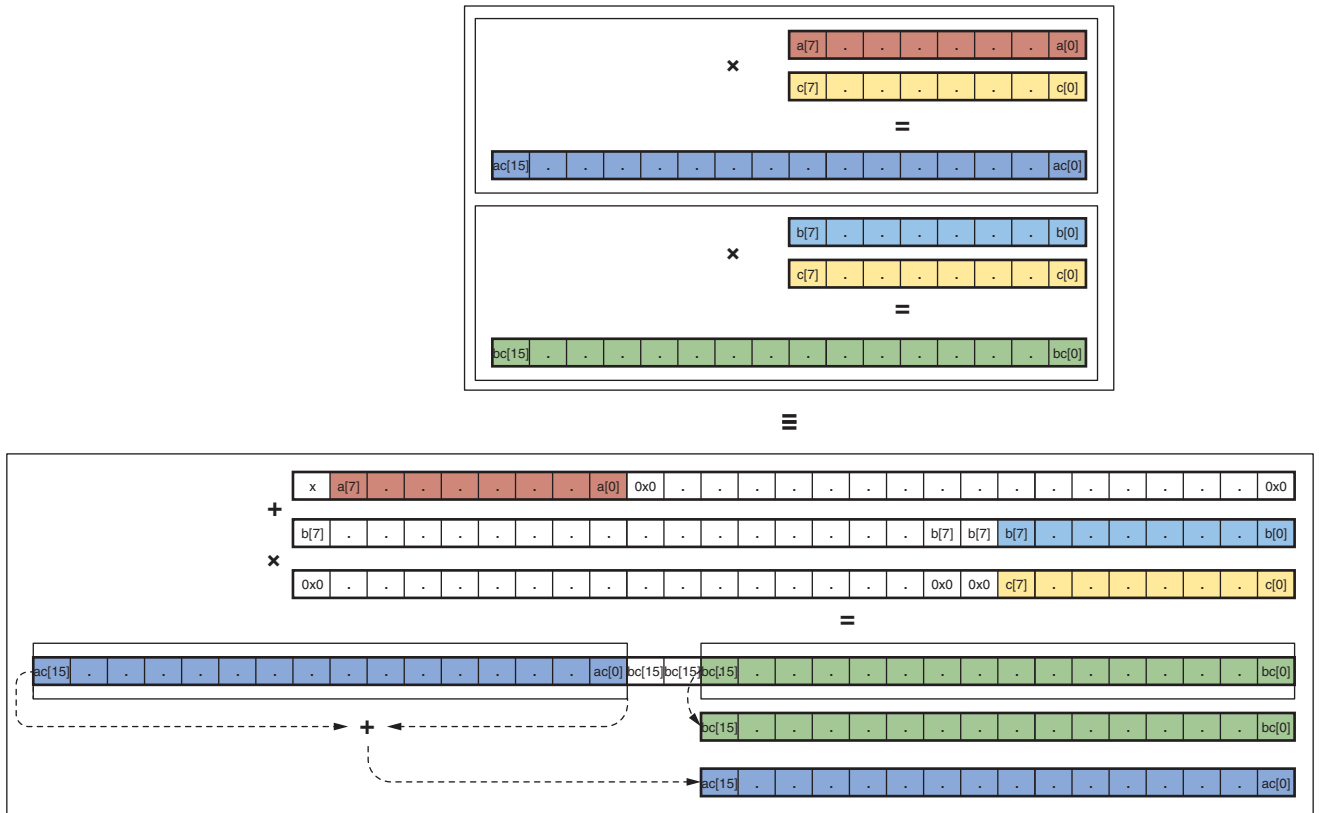 a[7] . . . . . . a[0]
×
c[7] . . . . . . c[0]
=
ac[15] . . . . . . . . . . . . . . ac[0]
b[7] . . . . . . b[0]
×
c[7] . . . . . . c[0]
=
bc[15] . . . . . . . . . . . . . . bc[0]
≡
x a[7] . . . . . . a[0] 0x0 . . . . . . . . . . . . . . . . 0x0
+
b[7] . . . . . . . . . . . . . . . . b[7] b[7] b[7] . . . . . . b[0]
×
0x0 . . . . . . . . . . . . . . . . 0x0 0x0 c[7] . . . . . . c[0]
=
ac[15] . . . . . . . . . . . . . . ac[0] bc[15] bc[15] bc[15] . . . . . . . . . . . . . . bc[0]
+
bc[15] . . . . . . . . . . . . . . bc[0]
ac[15] . . . . . . . . . . . . . . ac[0]